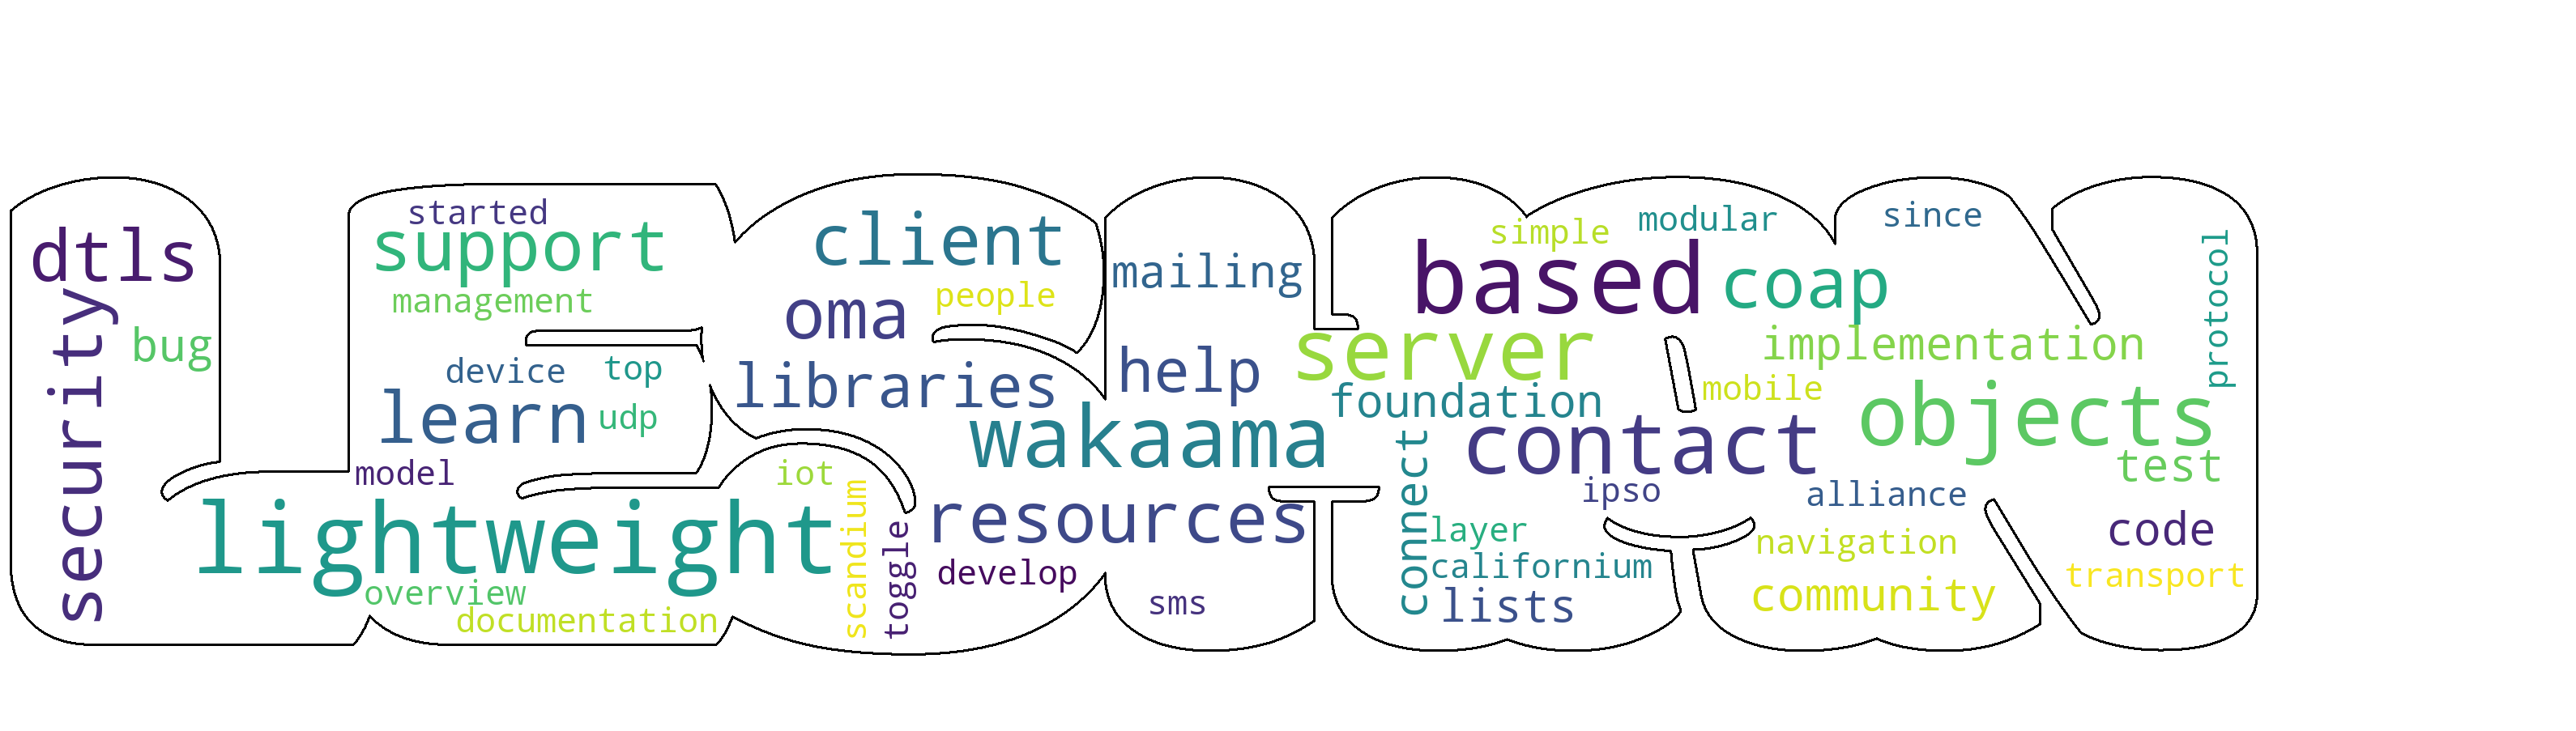 dtls
security
bug
started
support
management
device
top
learn
udp
model
lightweight
overview
documentation
client
oma
people
libraries
wakaama
iot
scandium
toggle
resources
develop
mailing
help
sms
simple
modular
based
coap
since
server
implementation
protocol
foundation
mobile
connect
contact
objects
test
ipso
alliance
layer
californium
lists
navigation
community
code
transport